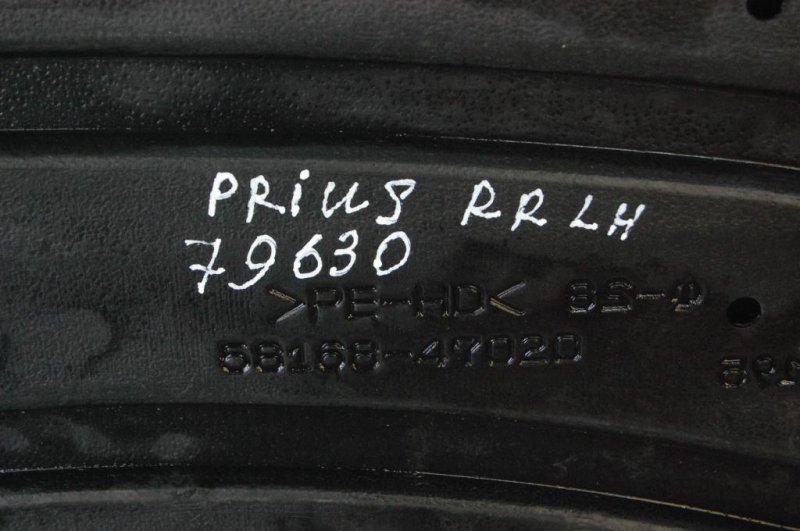 PRIUS RR LH
79630
>PE-HD<
58168-47020